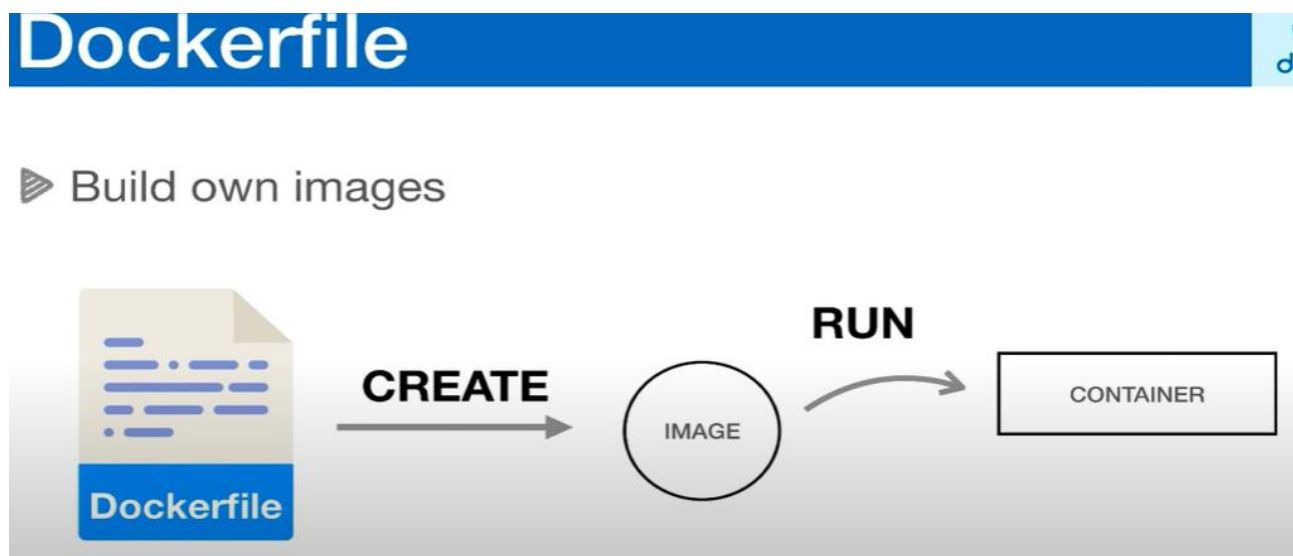 Dockerfile
Build own images
RUN
CREATE
IMAGE
CONTAINER
Dockerfile